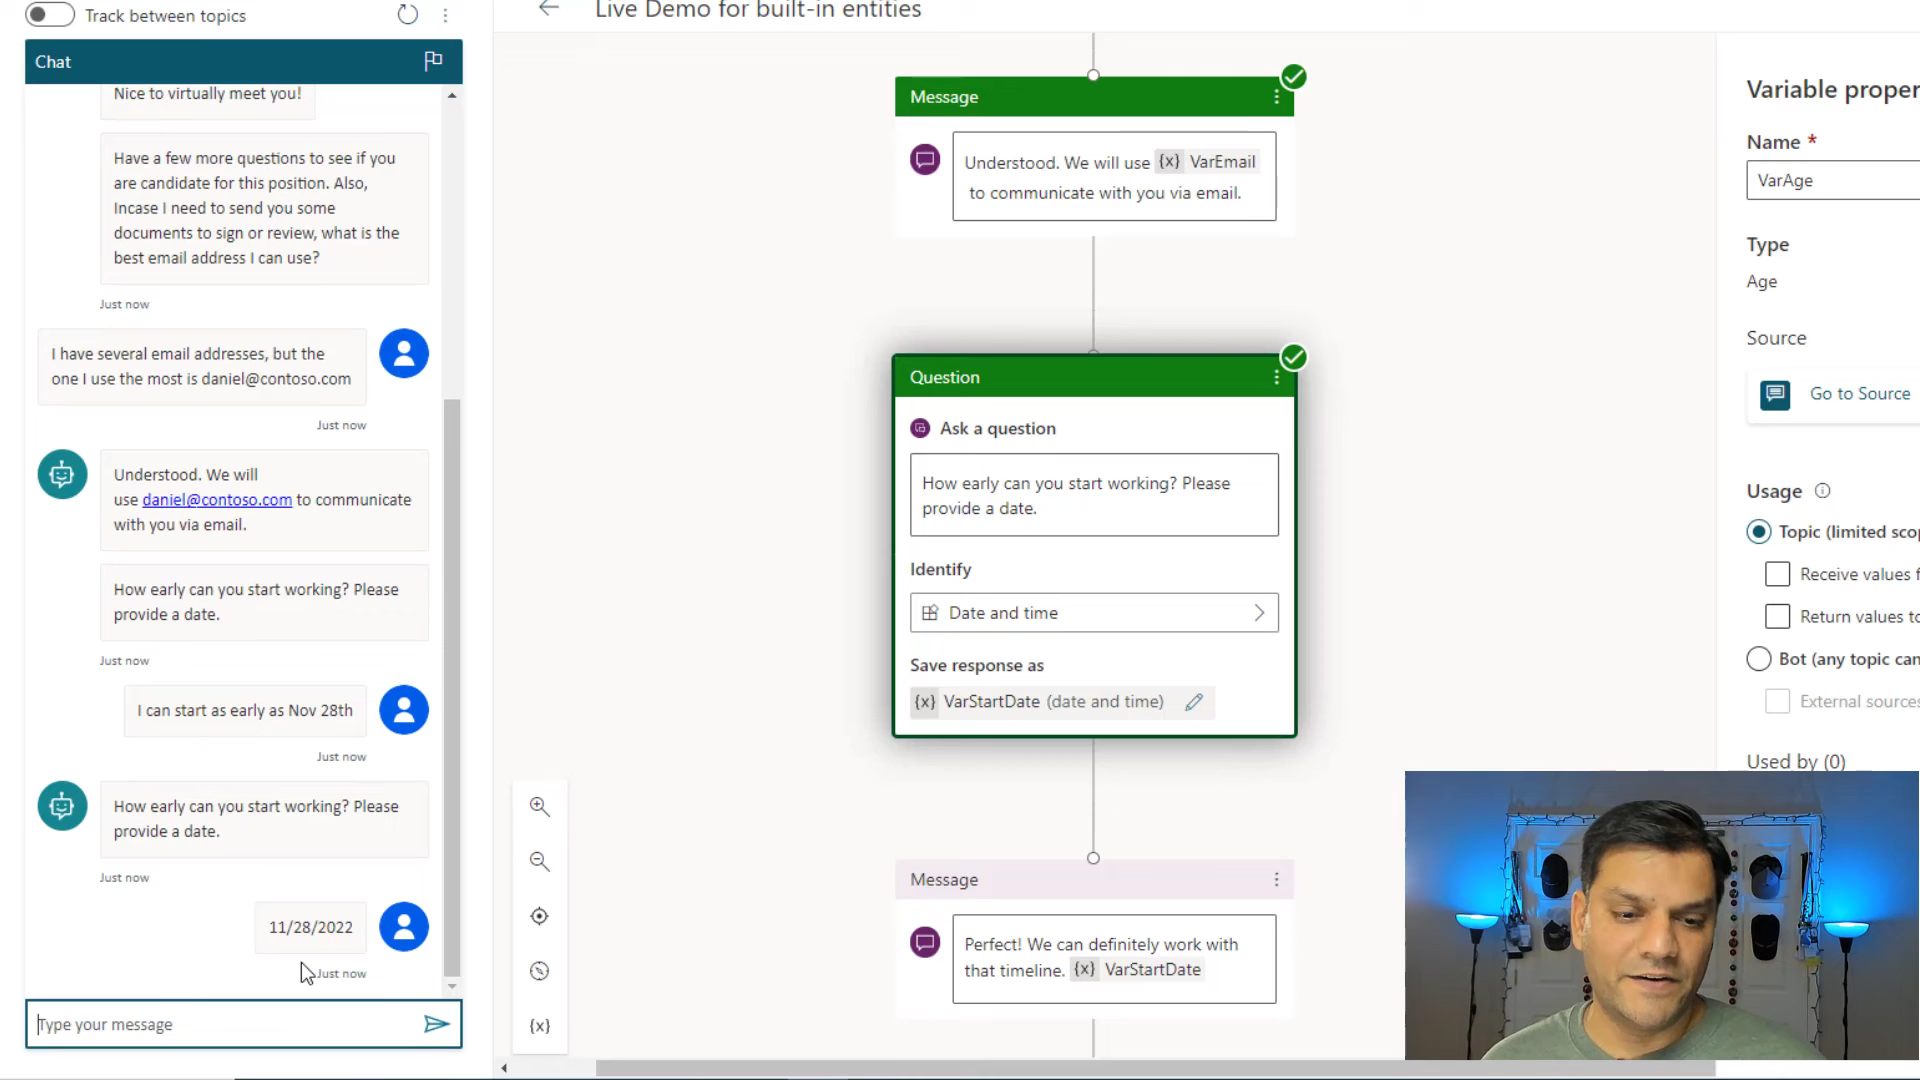 Track between topics
Live Demo for built-in entities
Chat
Nice to virtually meet you!
Have a few more questions to see if you
are candidate for this position. Also,
Incase I need to send you some
documents to sign or review, what is the
best email address I can use?
Just now
I have several email addresses, but the
one I use the most is daniel@contoso.com
Just now
Understood. We will
use daniel@contoso.com to communicate
with you via email.
How early can you start working? Please
provide a date.
Just now
I can start as early as Nov 28th
Just now
How early can you start working? Please
provide a date.
Just now
11/28/2022
Just now
Type your message
Message
Understood. We will use {x} VarEmail
to communicate with you via email.
Question
Ask a question
How early can you start working? Please
provide a date.
Identify
Date and time
Save response as
{x} VarStartDate (date and time)
Message
Perfect! We can definitely work with
that timeline. {x} VarStartDate
{x}
Variable proper
Name *
VarAge
Type
Age
Source
Go to Source
Usage
Topic (limited sco
Receive values f
Return values to
Bot (any topic can
External sources
Used by (0)